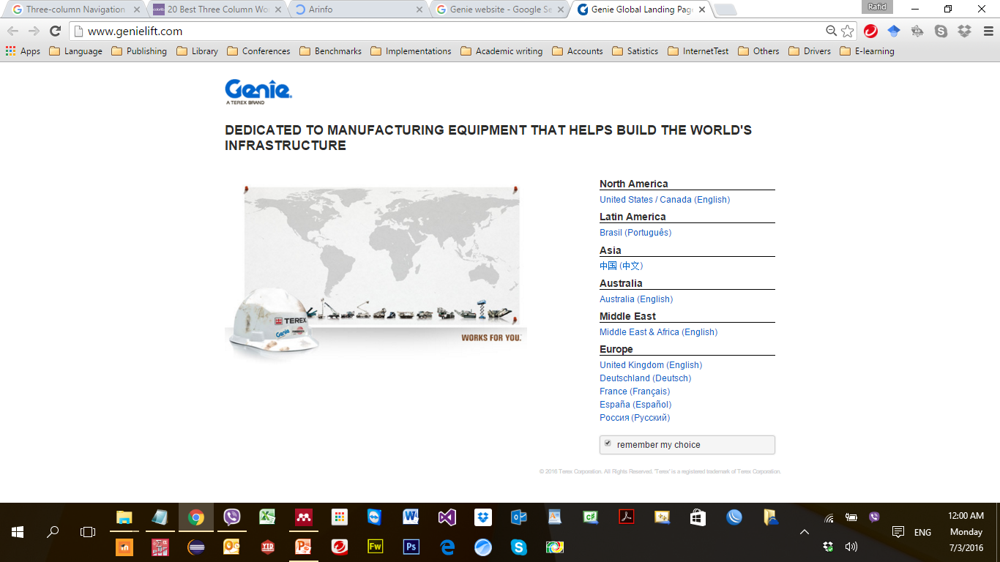 Three-column Navigation
20 Best Three Column Wo
Arinfo
Genie website - Google Se
Genie Global Landing Page
Rafid
www.genielift.com
Apps
Language
Publishing
Library
Conferences
Benchmarks
Implementations
Academic writing
Accounts
Satistics
InternetTest
Others
Drivers
E-learning
Genie
A TEREX BRAND
DEDICATED TO MANUFACTURING EQUIPMENT THAT HELPS BUILD THE WORLD'S
INFRASTRUCTURE
TEREX
Genie
WORKS FOR YOU.
North America
United States / Canada (English)
Latin America
Brasil (Português)
Asia
中国 (中文)
Australia
Australia (English)
Middle East
Middle East & Africa (English)
Europe
United Kingdom (English)
Deutschland (Deutsch)
France (Français)
España (Español)
Россия (Русский)
remember my choice
© 2016 Terex Corporation, All Rights Reserved. 'Terex' is a registered trademark of Terex Corporation.
ENG
12:00 AM
Monday
7/3/2016
Fw
Ps